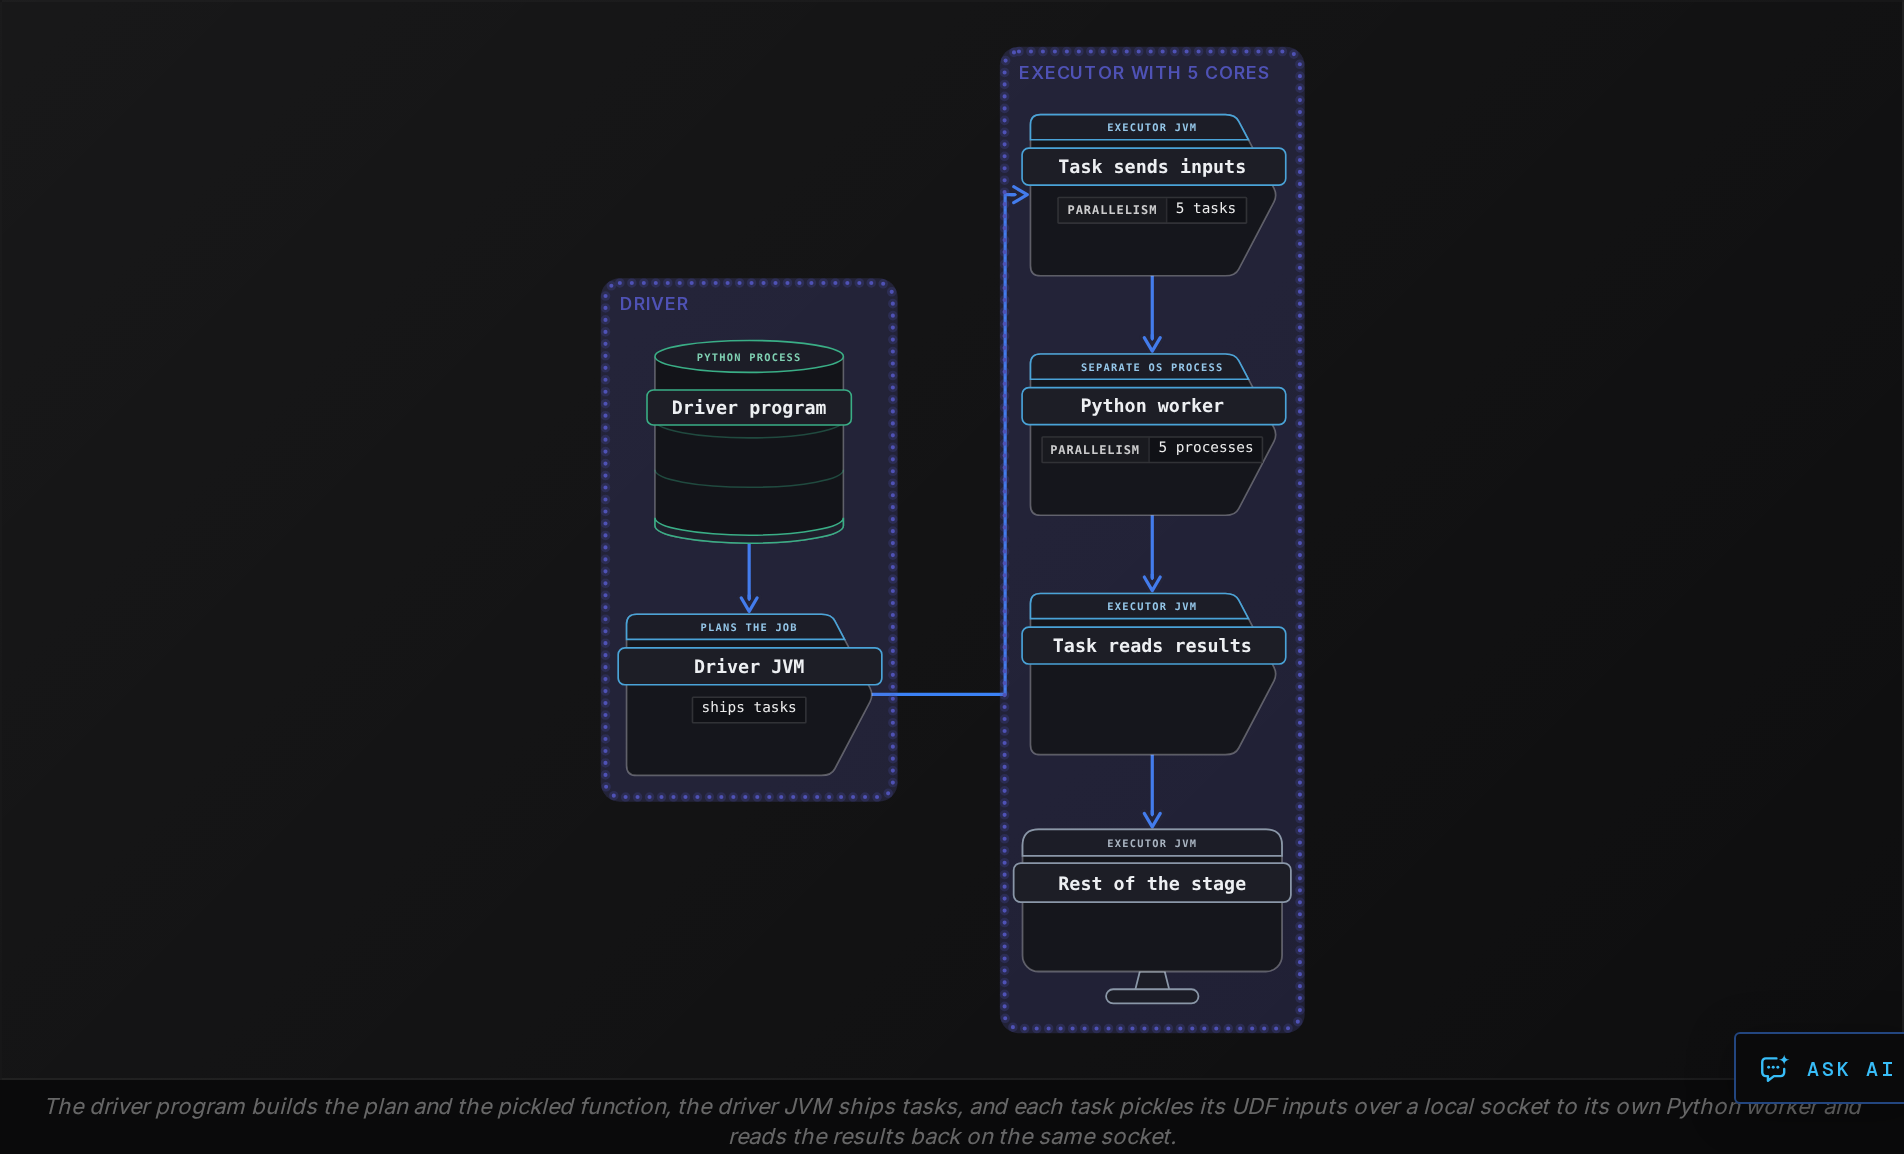 DRIVER
PYTHON PROCESS
Driver program
PLANS THE JOB
Driver JVM
ships tasks
EXECUTOR WITH 5 CORES
EXECUTOR JVM
Task sends inputs
PARALLELISM 5 tasks
SEPARATE OS PROCESS
Python worker
PARALLELISM 5 processes
EXECUTOR JVM
Task reads results
EXECUTOR JVM
Rest of the stage
ASK AI
The driver program builds the plan and the pickled function, the driver JVM ships tasks, and each task pickles its UDF inputs over a local socket to its own Python worker and
reads the results back on the same socket.